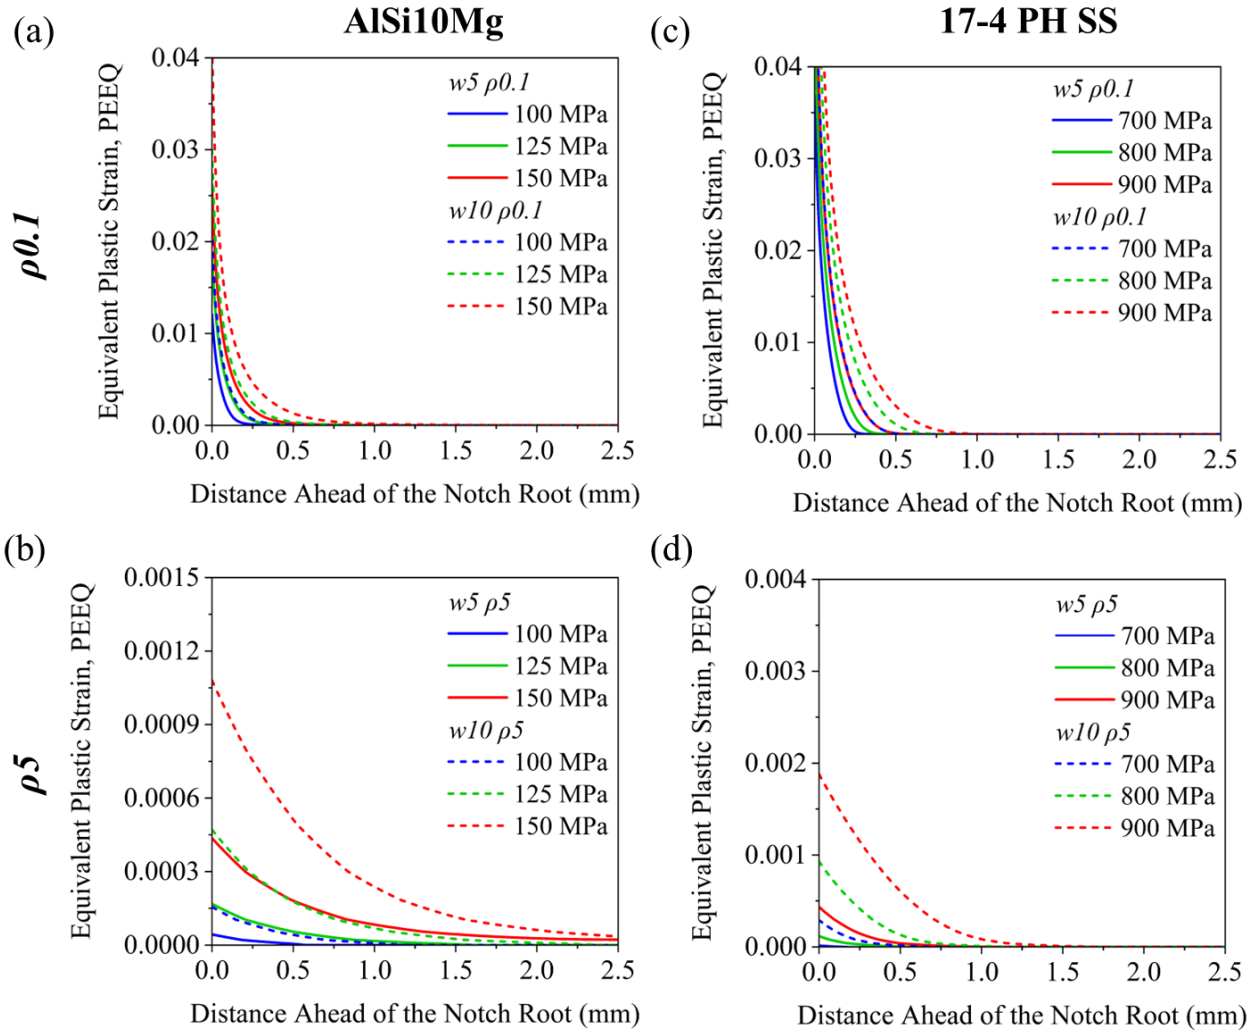 AlSi10Mg
17-4 PH SS
ρ0.1
ρ5
(a)
Equivalent Plastic Strain, PEEQ
0.04
0.03
0.02
0.01
0.00
0.0 0.5 1.0 1.5 2.0 2.5
Distance Ahead of the Notch Root (mm)
w5 ρ0.1
100 MPa
125 MPa
150 MPa
w10 ρ0.1
100 MPa
125 MPa
150 MPa
(c)
Equivalent Plastic Strain, PEEQ
0.04
0.03
0.02
0.01
0.00
0.0 0.5 1.0 1.5 2.0 2.5
Distance Ahead of the Notch Root (mm)
w5 ρ0.1
700 MPa
800 MPa
900 MPa
w10 ρ0.1
700 MPa
800 MPa
900 MPa
(b)
Equivalent Plastic Strain, PEEQ
0.0015
0.0012
0.0009
0.0006
0.0003
0.0000
0.0 0.5 1.0 1.5 2.0 2.5
Distance Ahead of the Notch Root (mm)
w5 ρ5
100 MPa
125 MPa
150 MPa
w10 ρ5
100 MPa
125 MPa
150 MPa
(d)
Equivalent Plastic Strain, PEEQ
0.004
0.003
0.002
0.001
0.000
0.0 0.5 1.0 1.5 2.0 2.5
Distance Ahead of the Notch Root (mm)
w5 ρ5
700 MPa
800 MPa
900 MPa
w10 ρ5
700 MPa
800 MPa
900 MPa